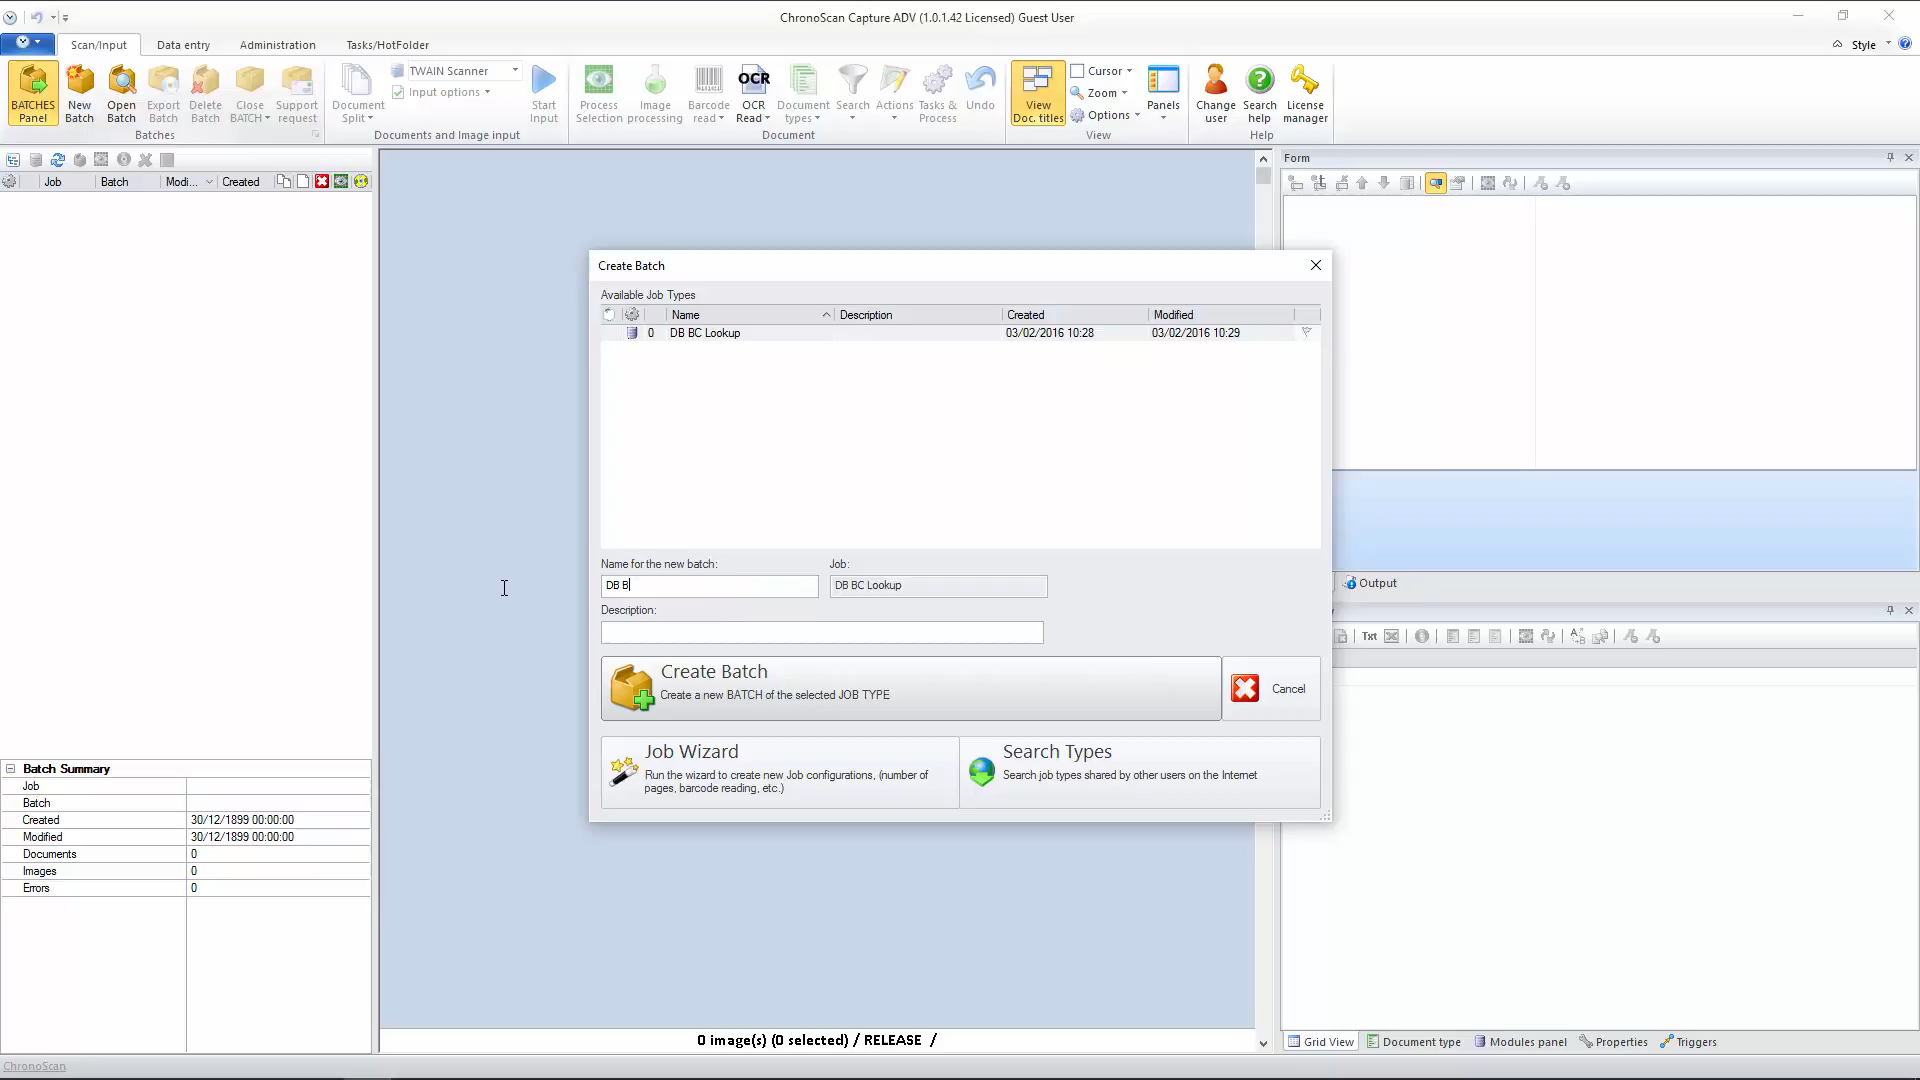 ChronoScan Capture ADV (1.0.1.42 Licensed) Guest User
Scan/Input
Data entry
Administration
Tasks/HotFolder
Style
BATCHES Panel
New Batch
Open Batch
Export Batch
Delete Batch
Close BATCH
Support request
Batches
Document Split
TWAIN Scanner
Input options
Start Input
Documents and Image input
Process Selection
Image processing
Barcode read
OCR
OCR Read
Document types
Search
Actions
Tasks & Process
Undo
Document
View Doc. titles
Cursor
Zoom
Options
Panels
View
Change user
Search help
License manager
Help
Job
Batch
Modi...
Created
Form
Create Batch
Available Job Types
Name
Description
Created
Modified
0
DB BC Lookup
03/02/2016 10:28
03/02/2016 10:29
Name for the new batch:
Job:
DB B
DB BC Lookup
Description:
Create Batch
Create a new BATCH of the selected JOB TYPE
Cancel
Job Wizard
Run the wizard to create new Job configurations, (number of
pages, barcode reading, etc.)
Search Types
Search job types shared by other users on the Internet
Output
Txt
Batch Summary
Job
Batch
Created 30/12/1899 00:00:00
Modified 30/12/1899 00:00:00
Documents 0
Images 0
Errors 0
0 image(s) (0 selected) / RELEASE /
Grid View
Document type
Modules panel
Properties
Triggers
ChronoScan